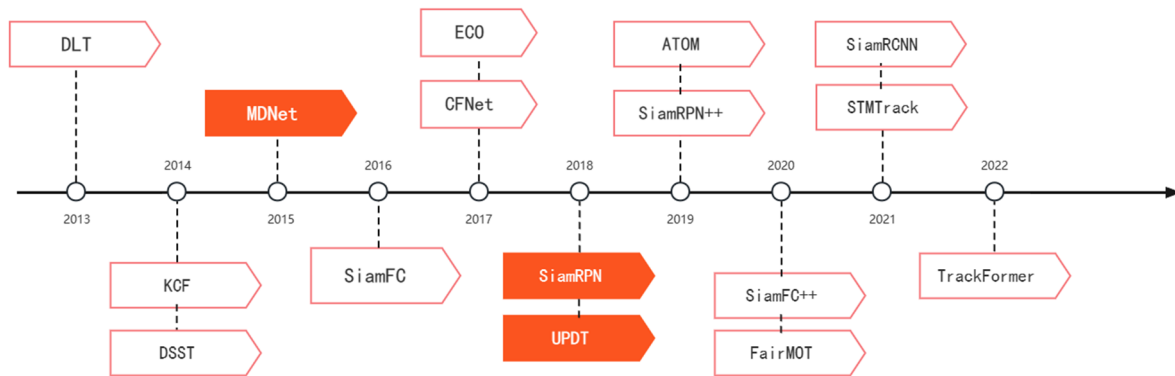 DLT
ECO
ATOM
SiamRCNN
MDNet
CFNet
SiamRPN++
STMTrack
2014
2016
2018
2020
2022
2013
2015
2017
2019
2021
KCF
SiamFC
SiamRPN
SiamFC++
TrackFormer
DSST
UPDT
FairMOT